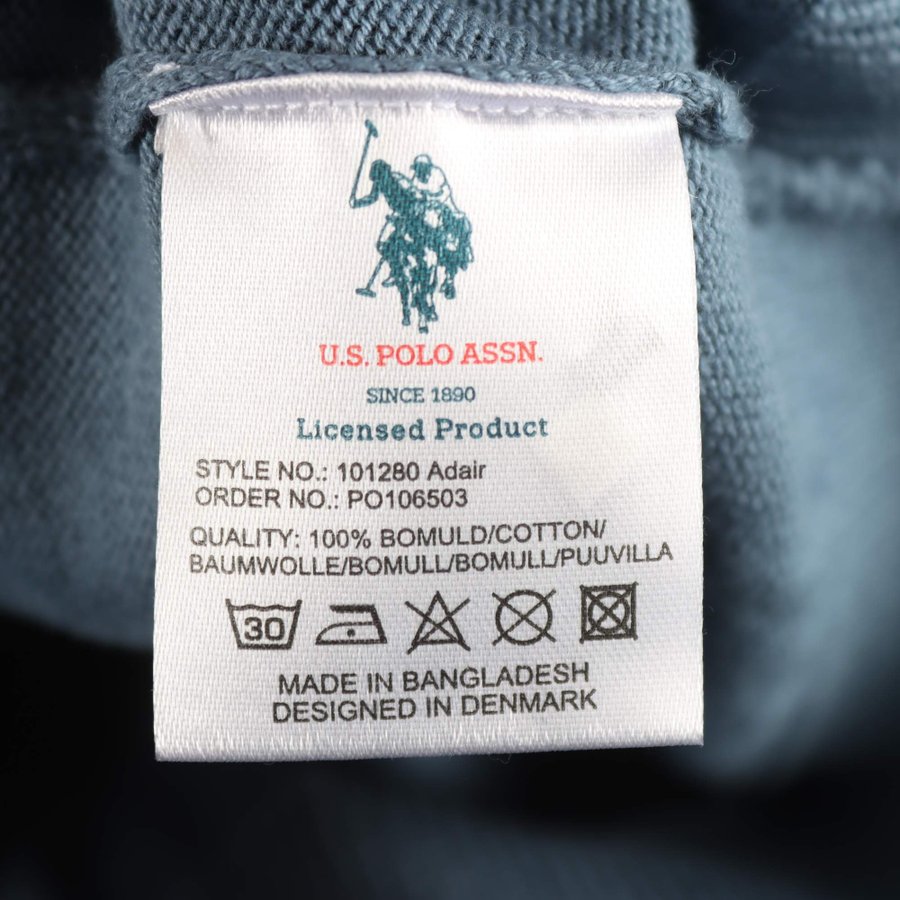 U.S. POLO ASSN.
SINCE 1890
Licensed Product
STYLE NO.: 101280 Adair
ORDER NO.: PO106503
QUALITY: 100% BOMULD/COTTON/
BAUMWOLLE/BOMULL/BOMULL/PUUVILLA
30
MADE IN BANGLADESH
DESIGNED IN DENMARK